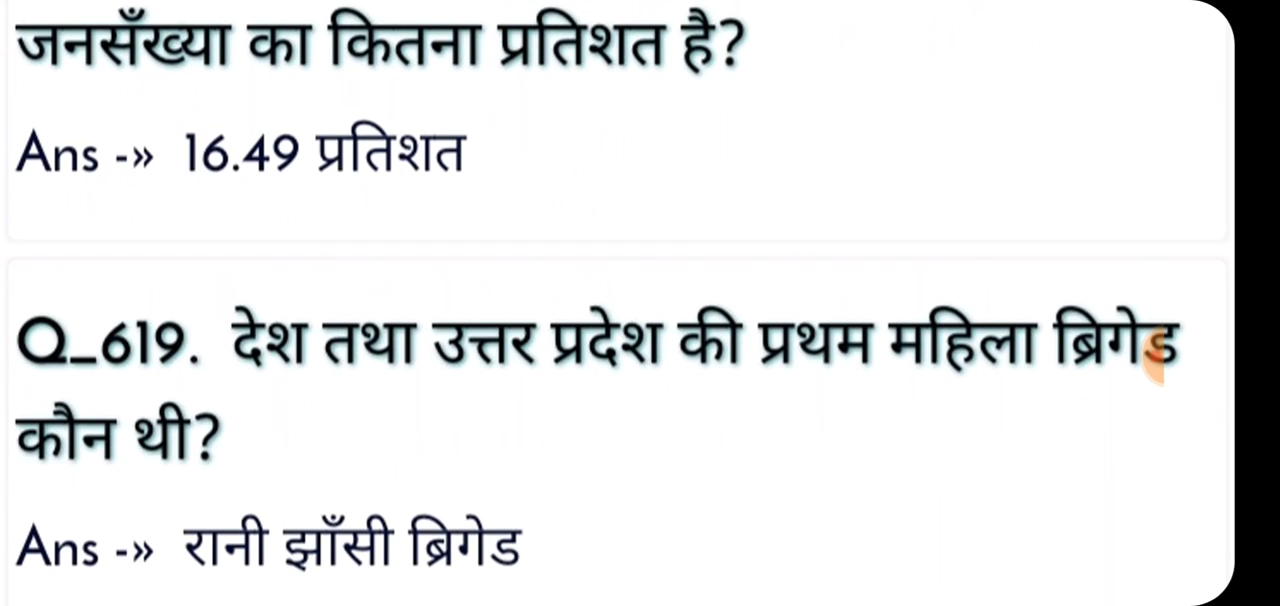 जनसँख्या का कितना प्रतिशत है?
Ans -» 16.49 प्रतिशत
Q_619. देश तथा उत्तर प्रदेश की प्रथम महिला ब्रिगेड
कौन थी?
Ans -» रानी झाँसी ब्रिगेड